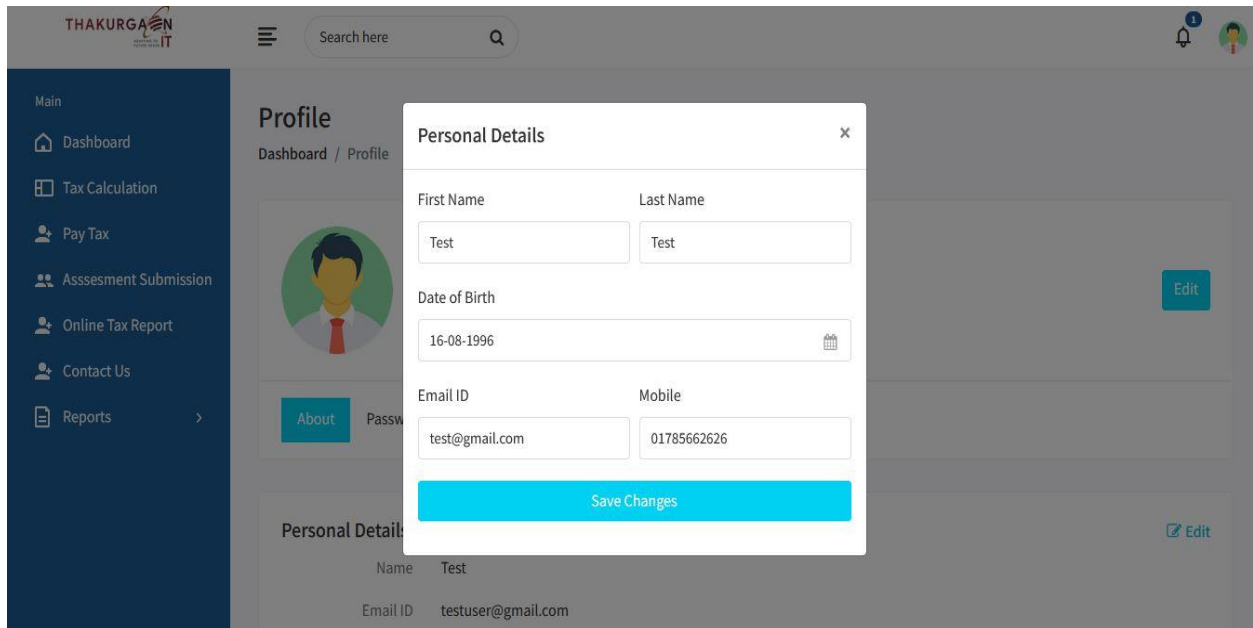 THAKURGAEN
IT
Search here
1
Main
Dashboard
Tax Calculation
Pay Tax
Asssesment Submission
Online Tax Report
Contact Us
Reports
Profile
Dashboard / Profile
Edit
About Passw
Personal Details ×
First Name Last Name
Test Test
Date of Birth
16-08-1996
Email ID Mobile
test@gmail.com 01785662626
Save Changes
Personal Details Edit
Name Test
Email ID testuser@gmail.com